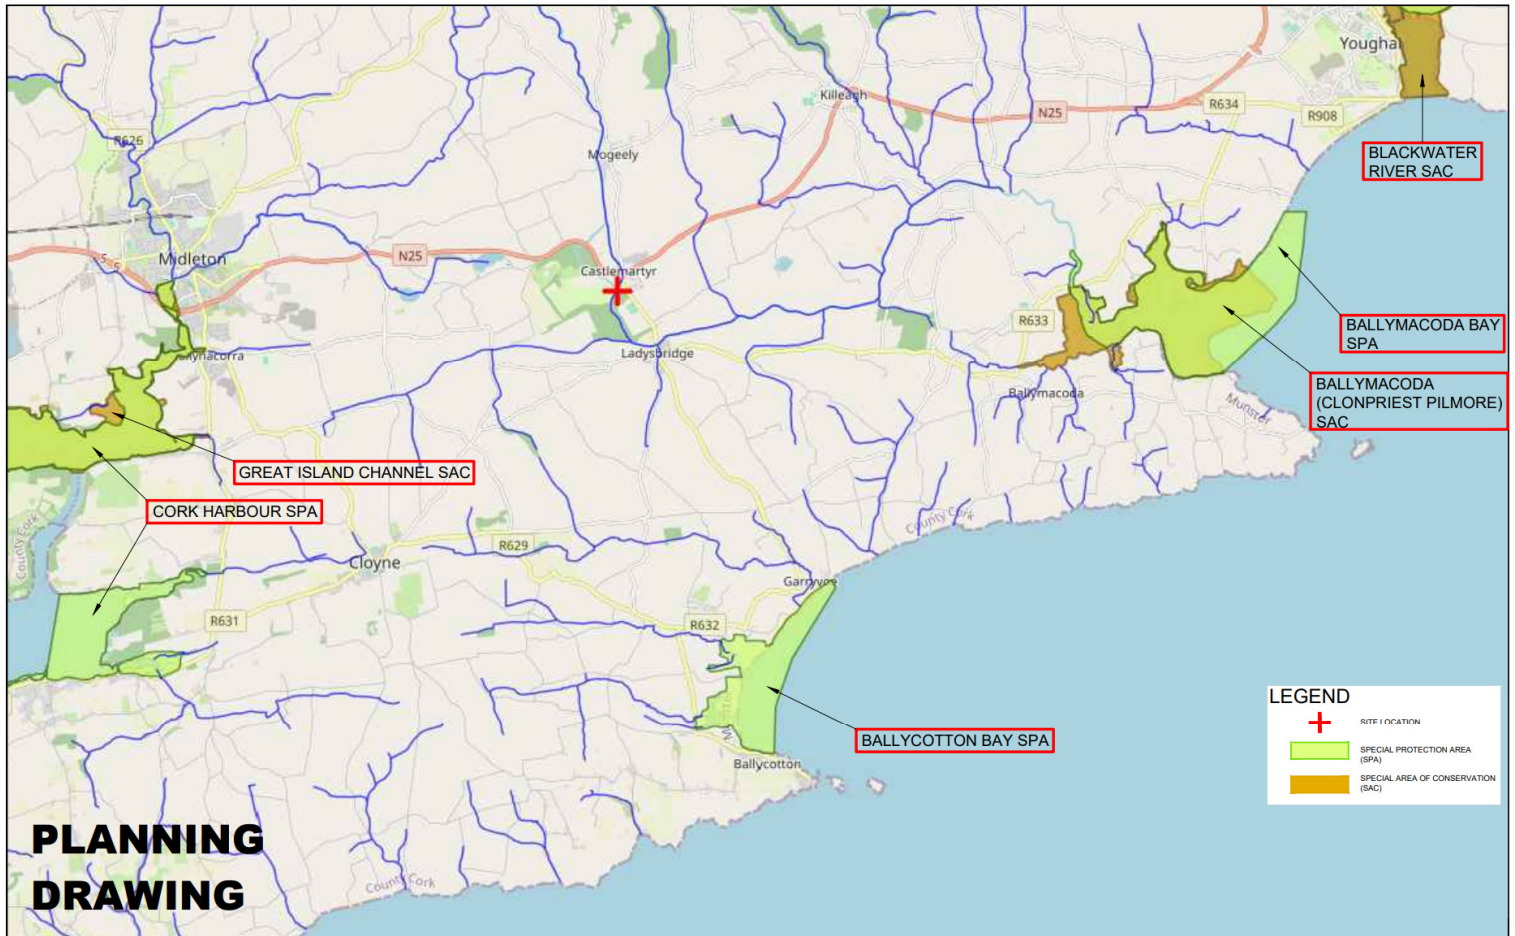 Youghal
Killeagh
R634
N25
R908
R626
Mogeely
BLACKWATER
RIVER SAC
Midleton
N25
Castlemartyr
R633
BALLYMACODA BAY
SPA
Ladysbridge
Ballymacoda
BALLYMACODA
(CLONPRIEST PILMORE)
SAC
Munster
GREAT ISLAND CHANNEL SAC
CORK HARBOUR SPA
County Cork
County Cork
R629
Cloyne
Garryvoe
R631
R632
BALLYCOTTON BAY SPA
Ballycotton
LEGEND
SITE LOCATION
SPECIAL PROTECTION AREA
(SPA)
SPECIAL AREA OF CONSERVATION
(SAC)
PLANNING
DRAWING
County Cork